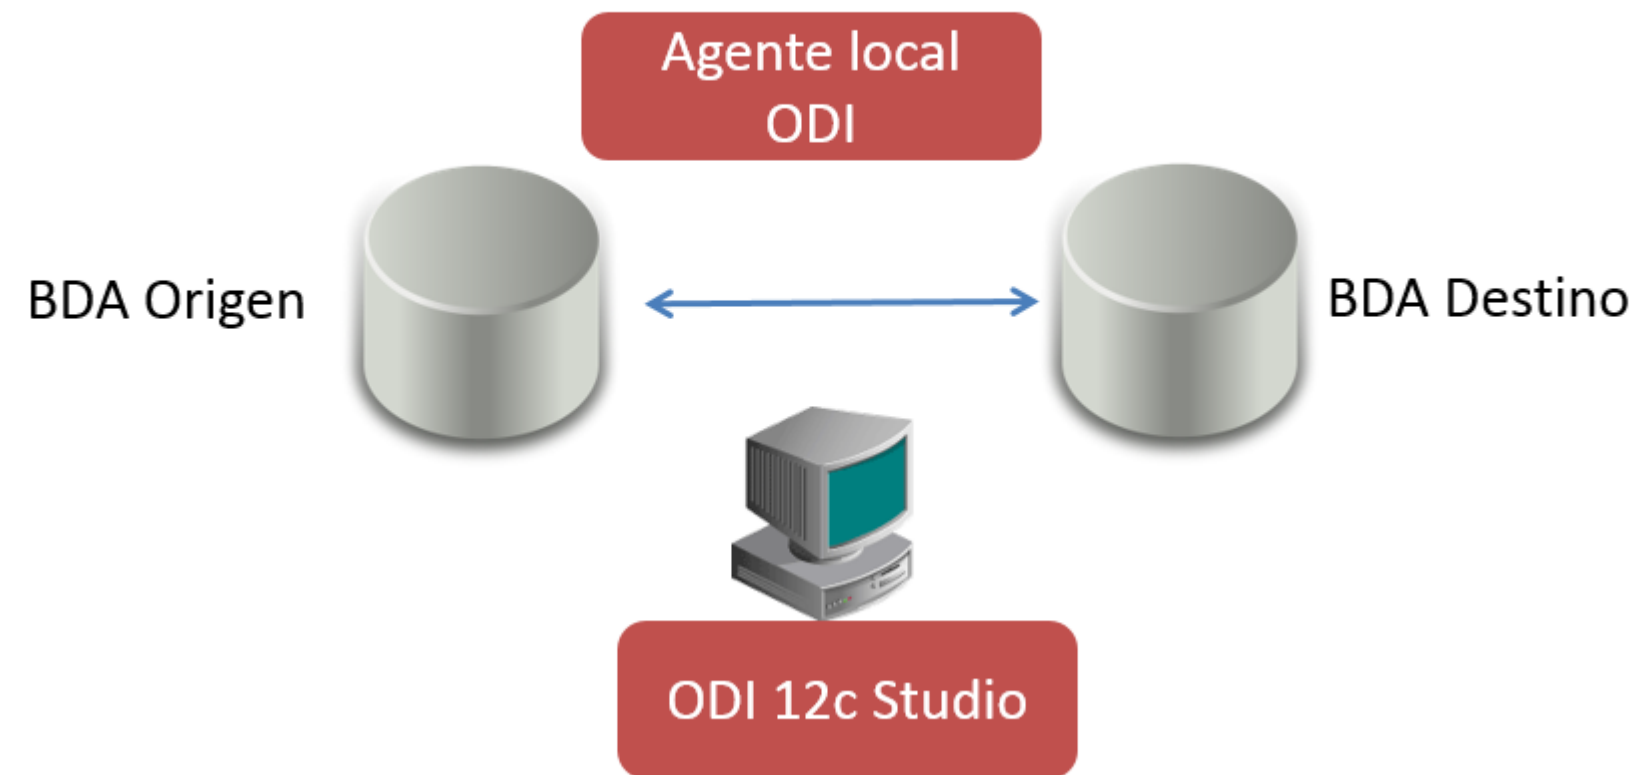 Agente local
ODI
BDA Origen
BDA Destino
ODI 12c Studio